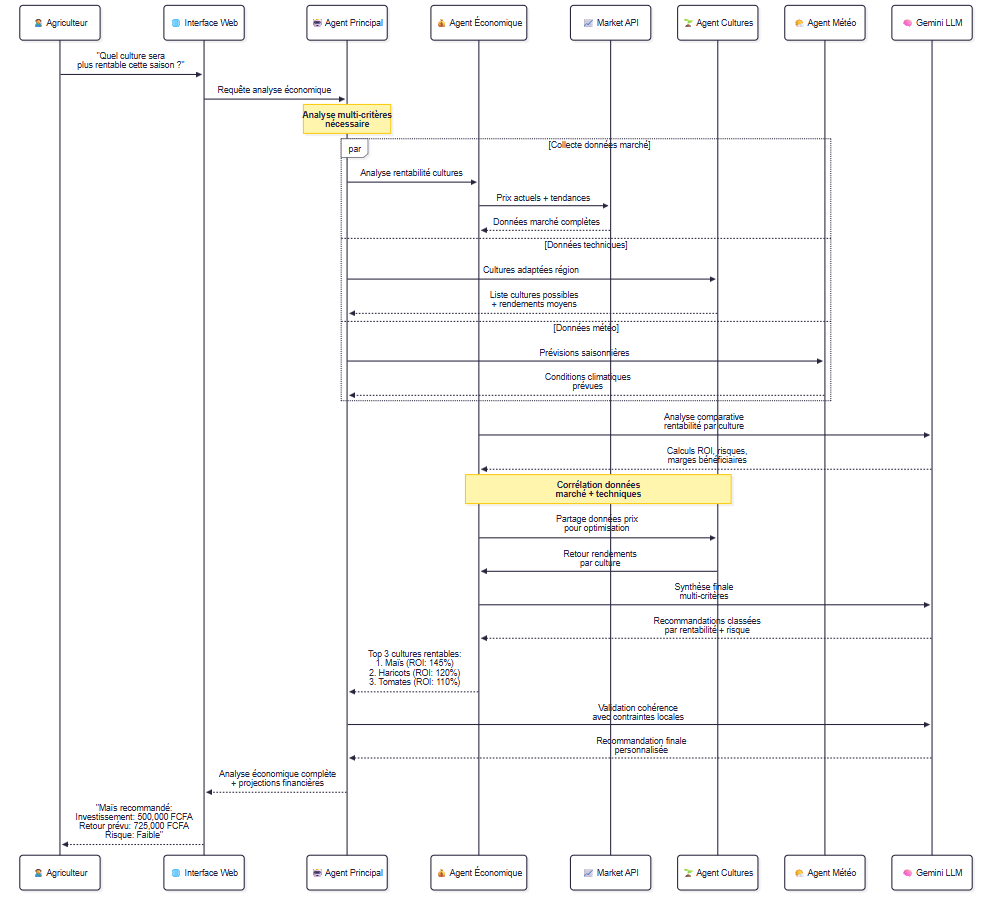 Agriculteur
Interface Web
Agent Principal
Agent Économique
Market API
Agent Cultures
Agent Météo
Gemini LLM
"Quel culture sera
plus rentable cette saison ?"
Requête analyse économique
Analyse multi-critères
nécessaire
par
[Collecte données marché]
Analyse rentabilité cultures
Prix actuels + tendances
Données marché complètes
[Données techniques]
Cultures adaptées région
Liste cultures possibles
+ rendements moyens
[Données météo]
Prévisions saisonnières
Conditions climatiques
prévues
Analyse comparative
rentabilité par culture
Calculs ROI, risques,
marges bénéficiaires
Corrélation données
marché + techniques
Partage données prix
pour optimisation
Retour rendements
par culture
Synthèse finale
multi-critères
Recommandations classées
par rentabilité + risque
Top 3 cultures rentables:
1. Maïs (ROI: 145%)
2. Haricots (ROI: 120%)
3. Tomates (ROI: 110%)
Validation cohérence
avec contraintes locales
Recommandation finale
personnalisée
Analyse économique complète
+ projections financières
"Maïs recommandé:
Investissement: 500,000 FCFA
Retour prévu: 725,000 FCFA
Risque: Faible"
Agriculteur
Interface Web
Agent Principal
Agent Économique
Market API
Agent Cultures
Agent Météo
Gemini LLM